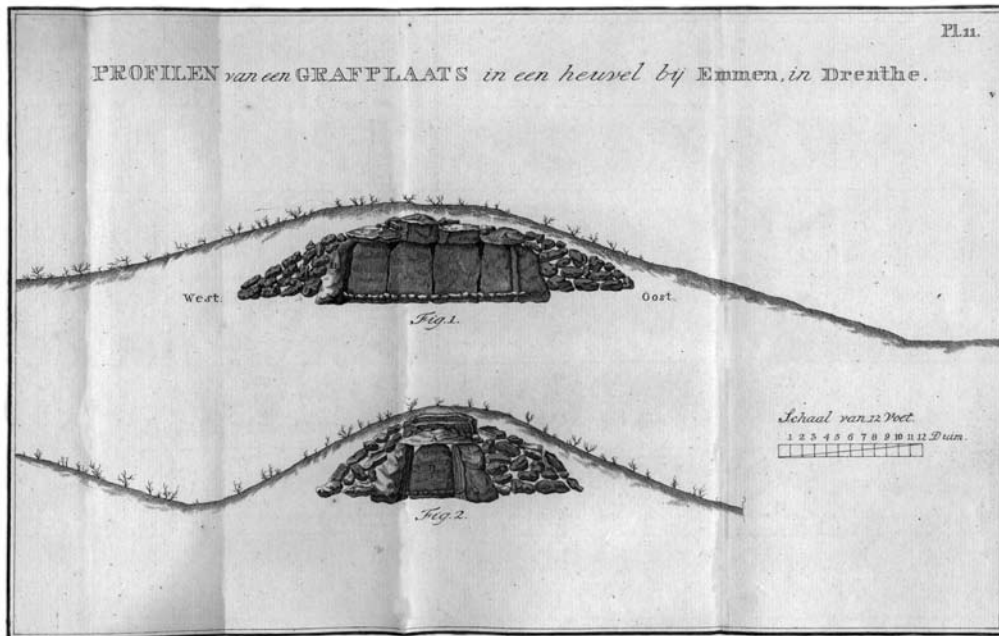 Pl.11.
PROFILEN van een GRAFPLAATS in een heuvel bij Emmen, in Drenthe.
West.
Oost.
Fig.1.
Schaal van 12 Voet.
1 2 3 4 5 6 7 8 9 10 11 12 Duim.
Fig.2.